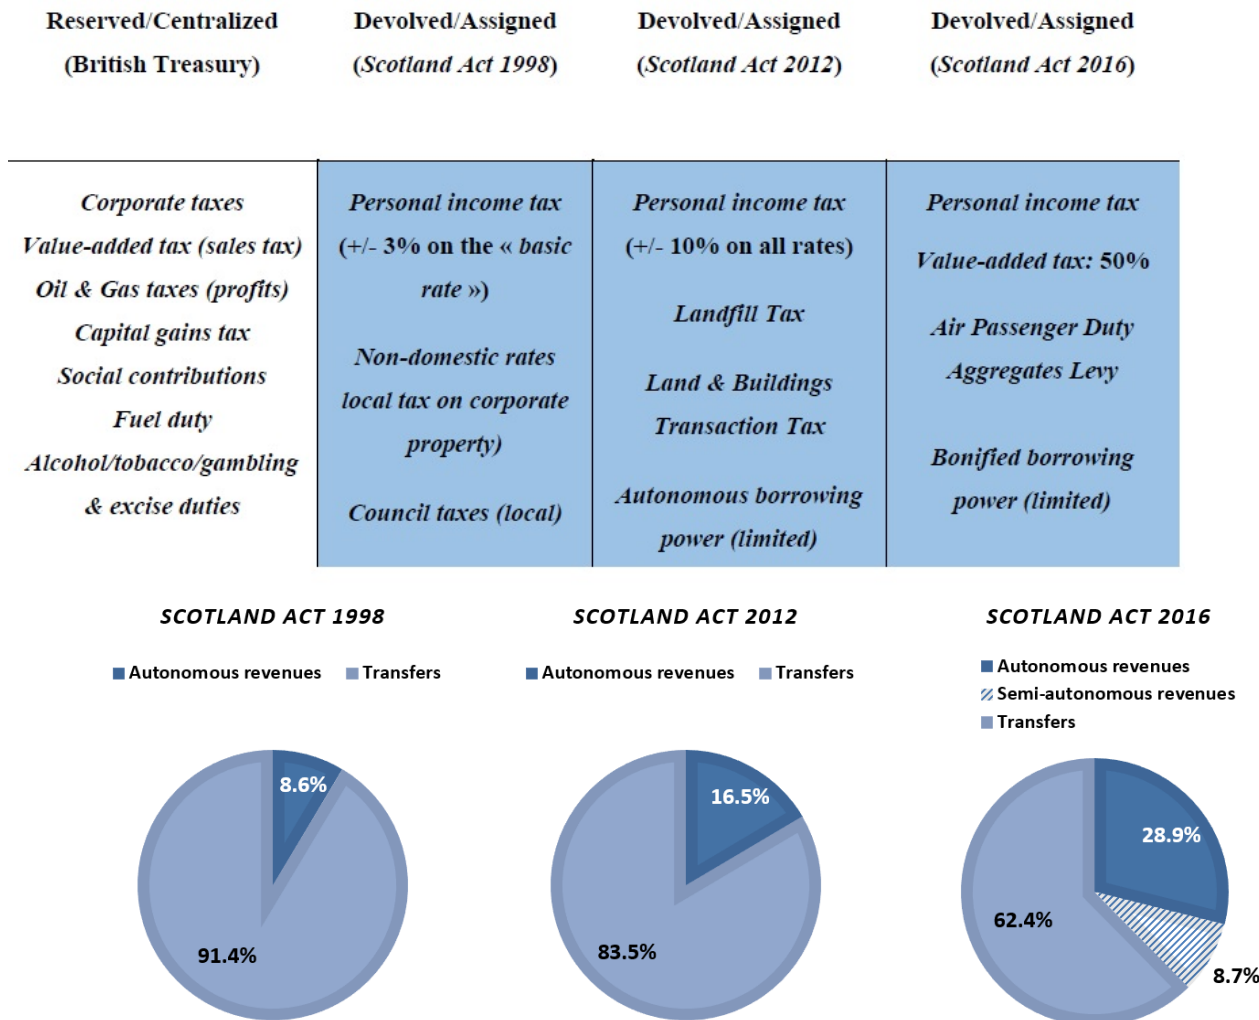 Reserved/Centralized
(British Treasury)
Devolved/Assigned
(Scotland Act 1998)
Devolved/Assigned
(Scotland Act 2012)
Devolved/Assigned
(Scotland Act 2016)
Corporate taxes
Value-added tax (sales tax)
Oil & Gas taxes (profits)
Capital gains tax
Social contributions
Fuel duty
Alcohol/tobacco/gambling
& excise duties
Personal income tax
(+/- 3% on the « basic
rate »)
Non-domestic rates
local tax on corporate
property)
Council taxes (local)
Personal income tax
(+/- 10% on all rates)
Landfill Tax
Land & Buildings
Transaction Tax
Autonomous borrowing
power (limited)
Personal income tax
Value-added tax: 50%
Air Passenger Duty
Aggregates Levy
Bonified borrowing
power (limited)
SCOTLAND ACT 1998
Autonomous revenues Transfers
8.6%
91.4%
SCOTLAND ACT 2012
Autonomous revenues Transfers
16.5%
83.5%
SCOTLAND ACT 2016
Autonomous revenues
Semi-autonomous revenues
Transfers
28.9%
62.4%
8.7%